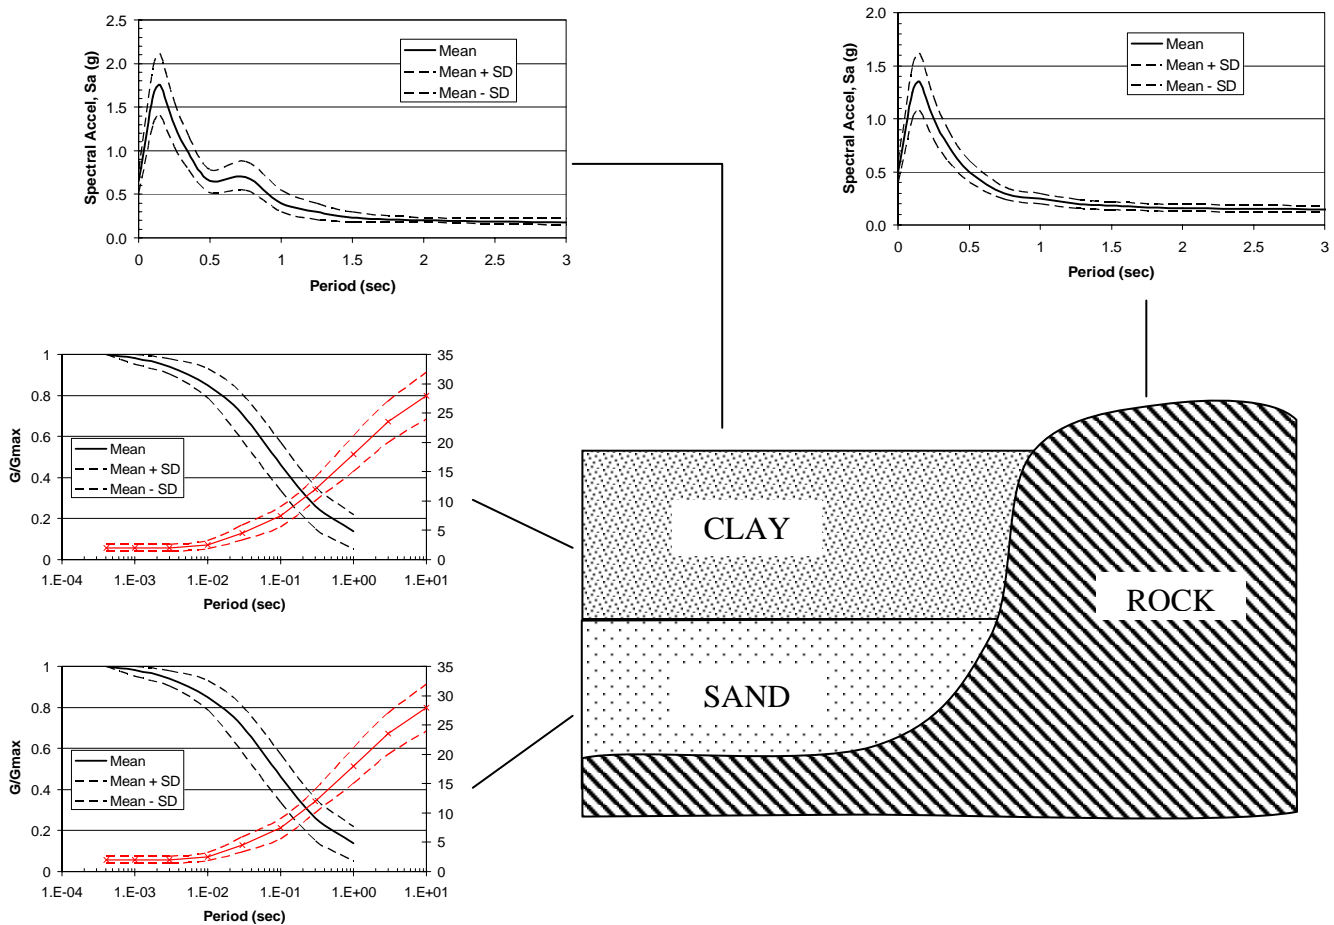 2.5
2.0
1.5
1.0
0.5
0.0
Spectral Accel, Sa (g)
Mean
Mean + SD
Mean - SD
0 0.5 1 1.5 2 2.5 3
Period (sec)
2.0
1.5
1.0
0.5
0.0
Spectral Accel, Sa (g)
Mean
Mean + SD
Mean - SD
0 0.5 1 1.5 2 2.5 3
Period (sec)
1
0.8
0.6
0.4
0.2
0
G/Gmax
Mean
Mean + SD
Mean - SD
35
30
25
20
15
10
5
0
1.E-04 1.E-03 1.E-02 1.E-01 1.E+00 1.E+01
Period (sec)
CLAY
ROCK
SAND
1
0.8
0.6
0.4
0.2
0
G/Gmax
Mean
Mean + SD
Mean - SD
35
30
25
20
15
10
5
0
1.E-04 1.E-03 1.E-02 1.E-01 1.E+00 1.E+01
Period (sec)